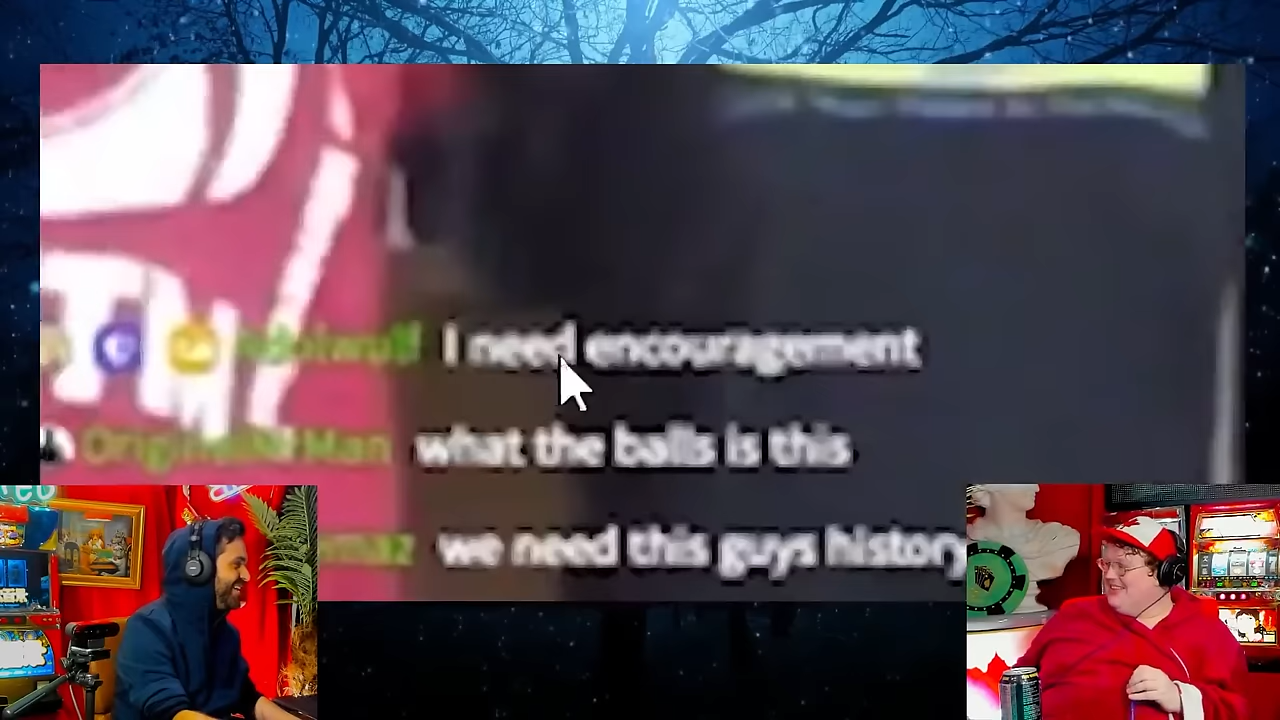 I need encouragement
what the balls is this
we need this guys history